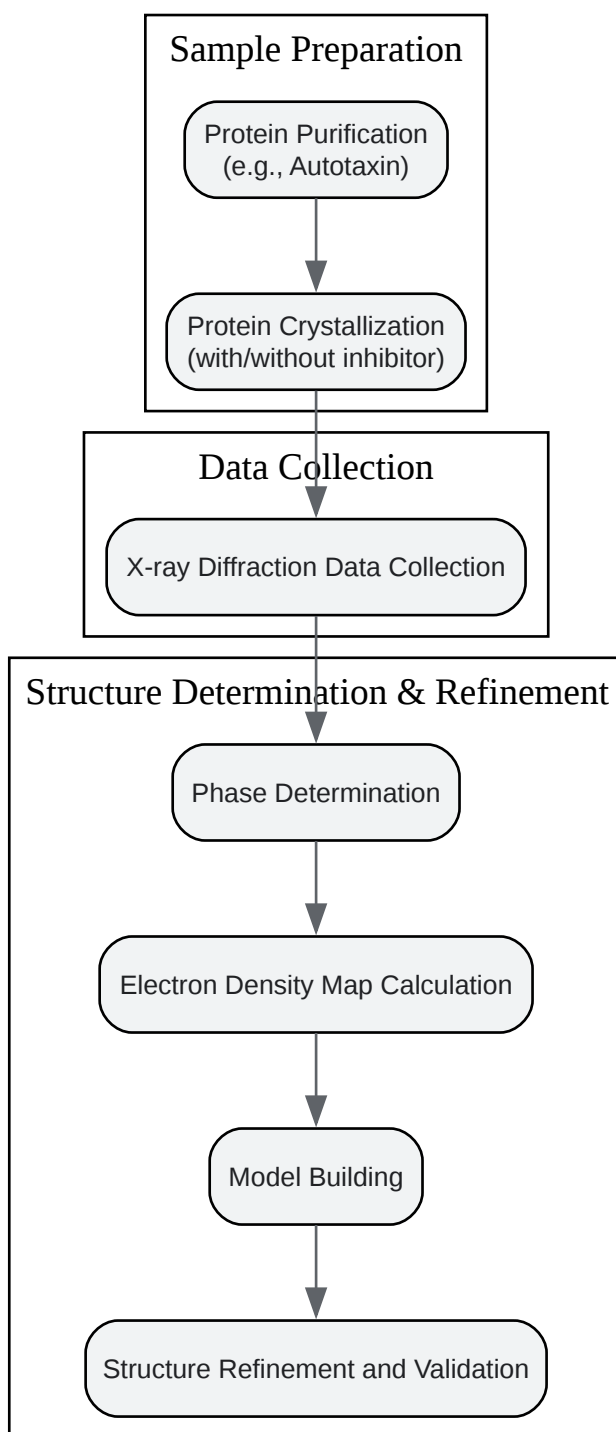 Sample Preparation
Protein Purification
(e.g., Autotaxin)
Protein Crystallization
(with/without inhibitor)
Data Collection
X-ray Diffraction Data Collection
Structure Determination & Refinement
Phase Determination
Electron Density Map Calculation
Model Building
Structure Refinement and Validation